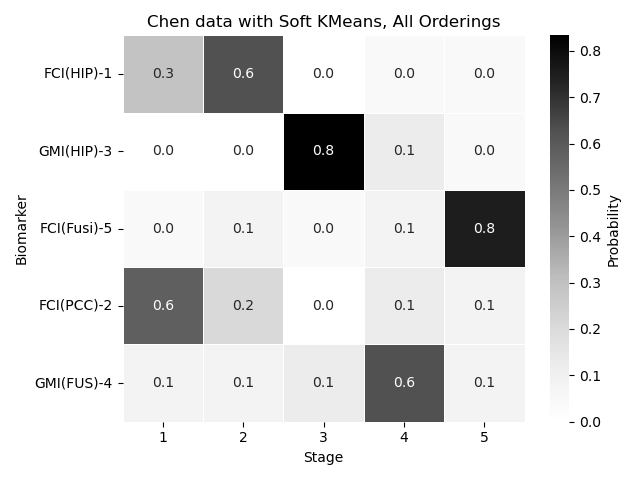 Chen data with Soft KMeans, All Orderings
FCI(HIP)-1 0.3 0.6 0.0 0.0 0.0
GMI(HIP)-3 0.0 0.0 0.8 0.1 0.0
FCI(Fusi)-5 0.0 0.1 0.0 0.1 0.8
FCI(PCC)-2 0.6 0.2 0.0 0.1 0.1
GMI(FUS)-4 0.1 0.1 0.1 0.6 0.1
1 2 3 4 5
Stage
Biomarker
0.8
0.7
0.6
0.5
0.4
0.3
0.2
0.1
0.0
Probability